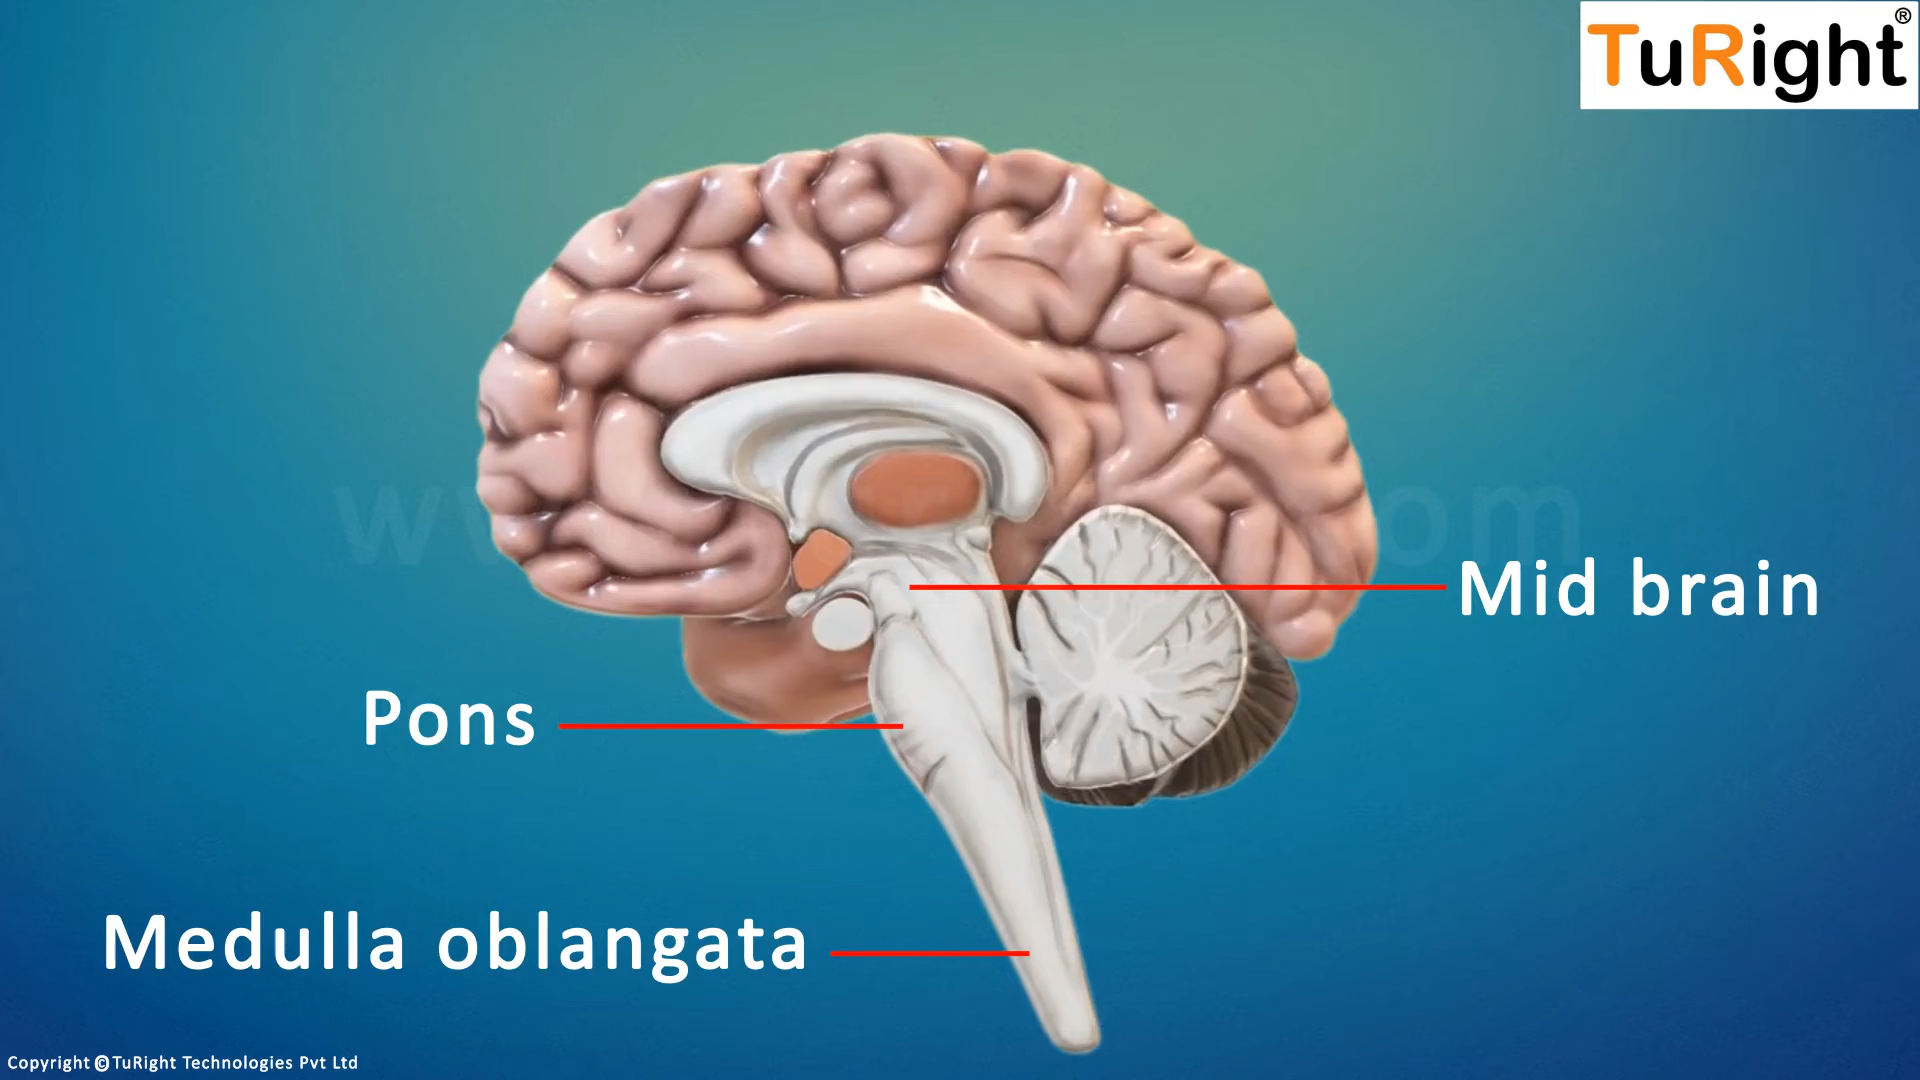 TuRight®
Mid brain
Pons
Medulla oblangata
Copyright © TuRight Technologies Pvt Ltd